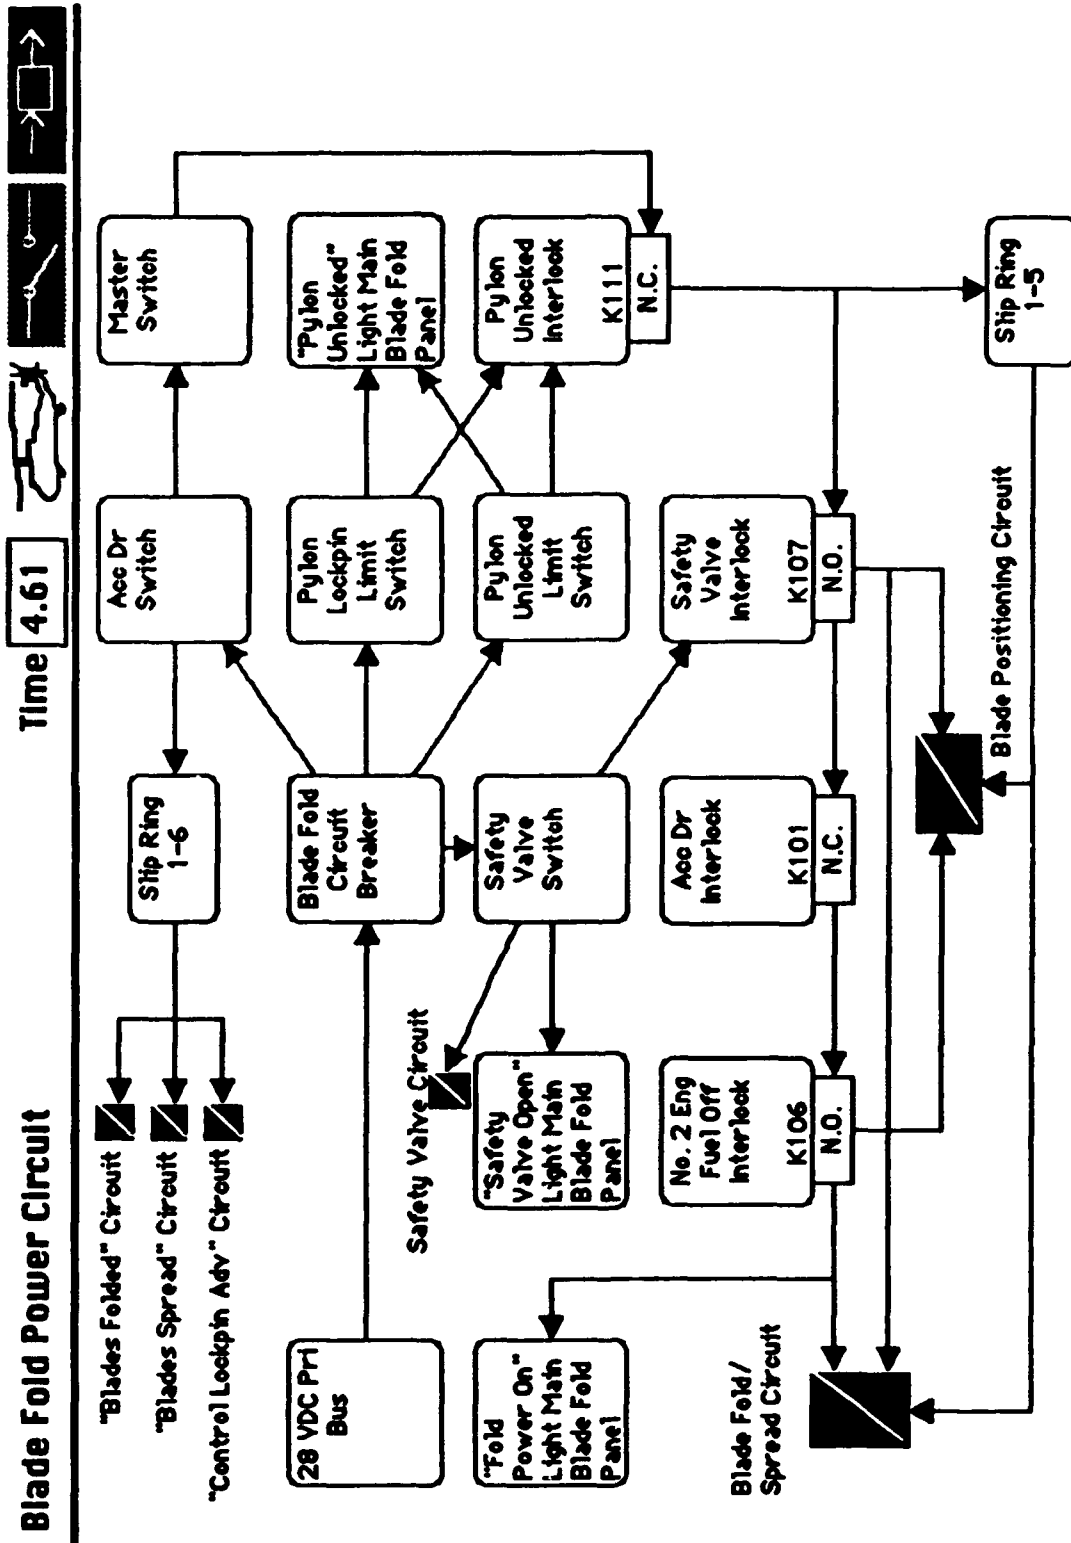 Blade Fold Power Circuit
Time 4.61
"Blades Folded" Circuit
"Blades Spread" Circuit
"Control Lockpin Adv" Circuit
Slip Ring
1-6
Acc Dr
Switch
Master
Switch
28 VDC Pri
Bus
Blade Fold
Circuit
Breaker
Pylon
Lockpin
Limit
Switch
"Pylon
Unlocked"
Light Main
Blade Fold
Panel
Safety Valve Circuit
"Fold
Power On"
Light Main
Blade Fold
Panel
"Safety
Valve Open"
Light Main
Blade Fold
Panel
Safety
Valve
Switch
Pylon
Unlocked
Limit
Switch
Pylon
Unlocked
Interlock
K111
N.C.
No. 2 Eng
Fuel Off
Interlock
K106
N.O.
Acc Dr
Interlock
K101
N.C.
Safety
Valve
Interlock
K107
N.O.
Blade Fold/
Spread Circuit
Blade Positioning Circuit
Slip Ring
1-5